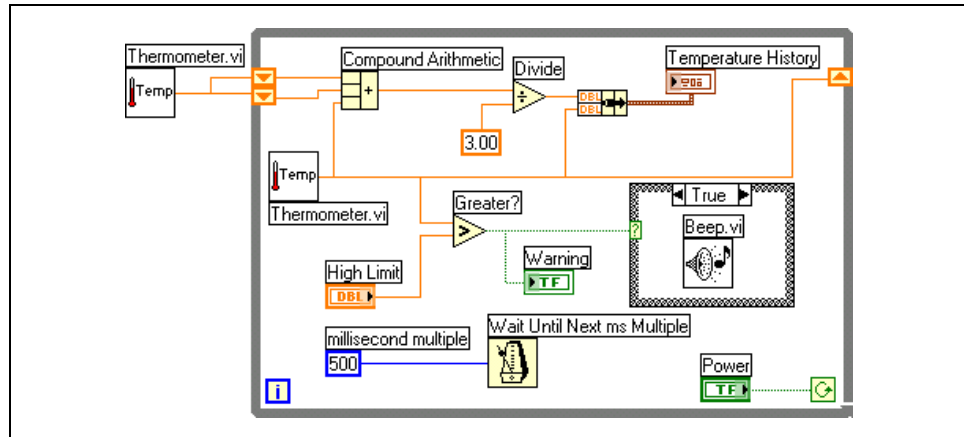 Thermometer.vi
Temp
Compound Arithmetic
Divide
Temperature History
+
÷
DBL
DBL
3.00
Temp
Thermometer.vi
Greater?
>
True
?
Beep.vi
Warning
TF
High Limit
DBL
millisecond multiple
500
Wait Until Next ms Multiple
Power
TF
i